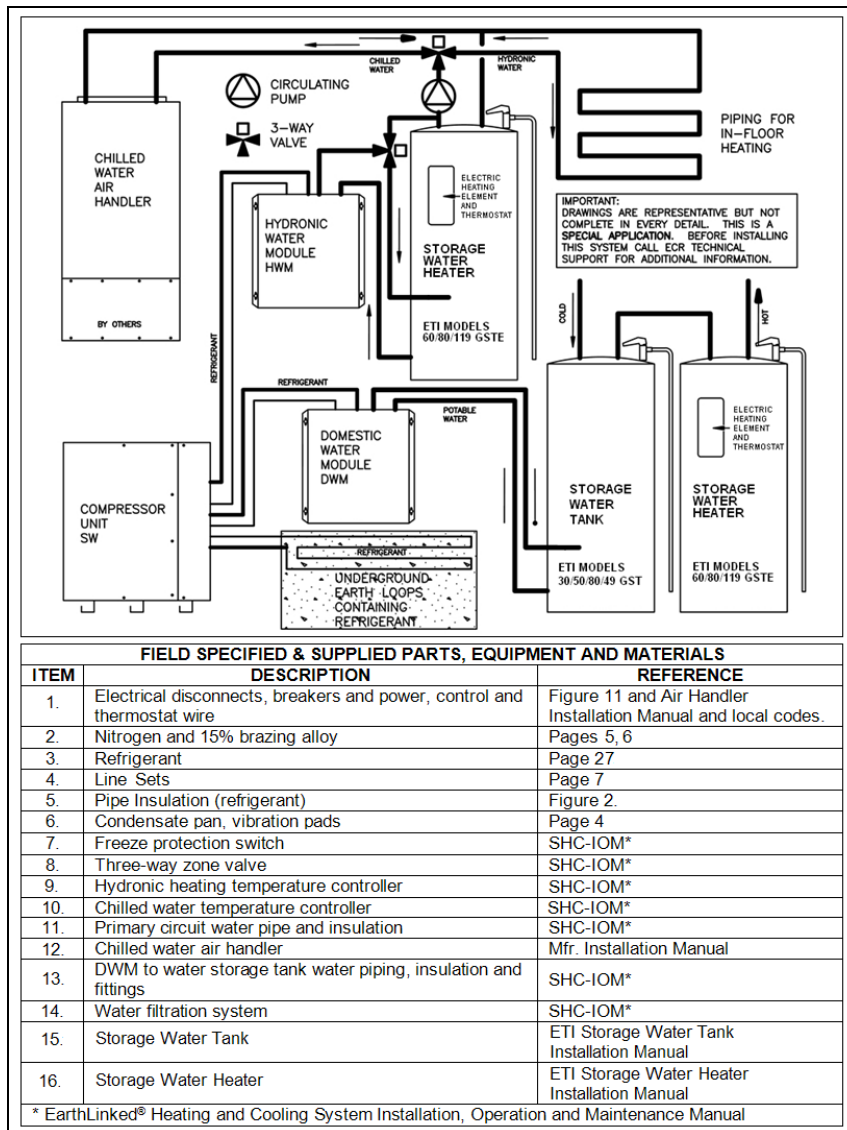 CHILLED
WATER
HYDRONIC
WATER
CIRCULATING
PUMP
3-WAY
VALVE
CHILLED
WATER
AIR
HANDLER
BY OTHERS
PIPING FOR
IN-FLOOR
HEATING
HYDRONIC
WATER
MODULE
HWM
ELECTRIC
HEATING
ELEMENT
AND
THERMOSTAT
STORAGE
WATER
HEATER
ETI MODELS
60/80/119 GSTE
IMPORTANT:
DRAWINGS ARE REPRESENTATIVE BUT NOT
COMPLETE IN EVERY DETAIL. THIS IS A
SPECIAL APPLICATION. BEFORE INSTALLING
THIS SYSTEM CALL ECR TECHNICAL
SUPPORT FOR ADDITIONAL INFORMATION.
REFRIGERANT
REFRIGERANT
POTABLE
WATER
COLD
HOT
DOMESTIC
WATER
MODULE
DWM
COMPRESSOR
UNIT
SW
REFRIGERANT
UNDERGROUND
EARTH LOOPS
CONTAINING
REFRIGERANT
STORAGE
WATER
TANK
ETI MODELS
30/50/80/49 GST
ELECTRIC
HEATING
ELEMENT
AND
THERMOSTAT
STORAGE
WATER
HEATER
ETI MODELS
60/80/119 GSTE
FIELD SPECIFIED & SUPPLIED PARTS, EQUIPMENT AND MATERIALS
ITEM DESCRIPTION REFERENCE
1. Electrical disconnects, breakers and power, control and thermostat wire Figure 11 and Air Handler Installation Manual and local codes.
2. Nitrogen and 15% brazing alloy Pages 5, 6
3. Refrigerant Page 27
4. Line Sets Page 7
5. Pipe Insulation (refrigerant) Figure 2.
6. Condensate pan, vibration pads Page 4
7. Freeze protection switch SHC-IOM*
8. Three-way zone valve SHC-IOM*
9. Hydronic heating temperature controller SHC-IOM*
10. Chilled water temperature controller SHC-IOM*
11. Primary circuit water pipe and insulation SHC-IOM*
12. Chilled water air handler Mfr. Installation Manual
13. DWM to water storage tank water piping, insulation and fittings SHC-IOM*
14. Water filtration system SHC-IOM*
15. Storage Water Tank ETI Storage Water Tank Installation Manual
16. Storage Water Heater ETI Storage Water Heater Installation Manual
* EarthLinked® Heating and Cooling System Installation, Operation and Maintenance Manual